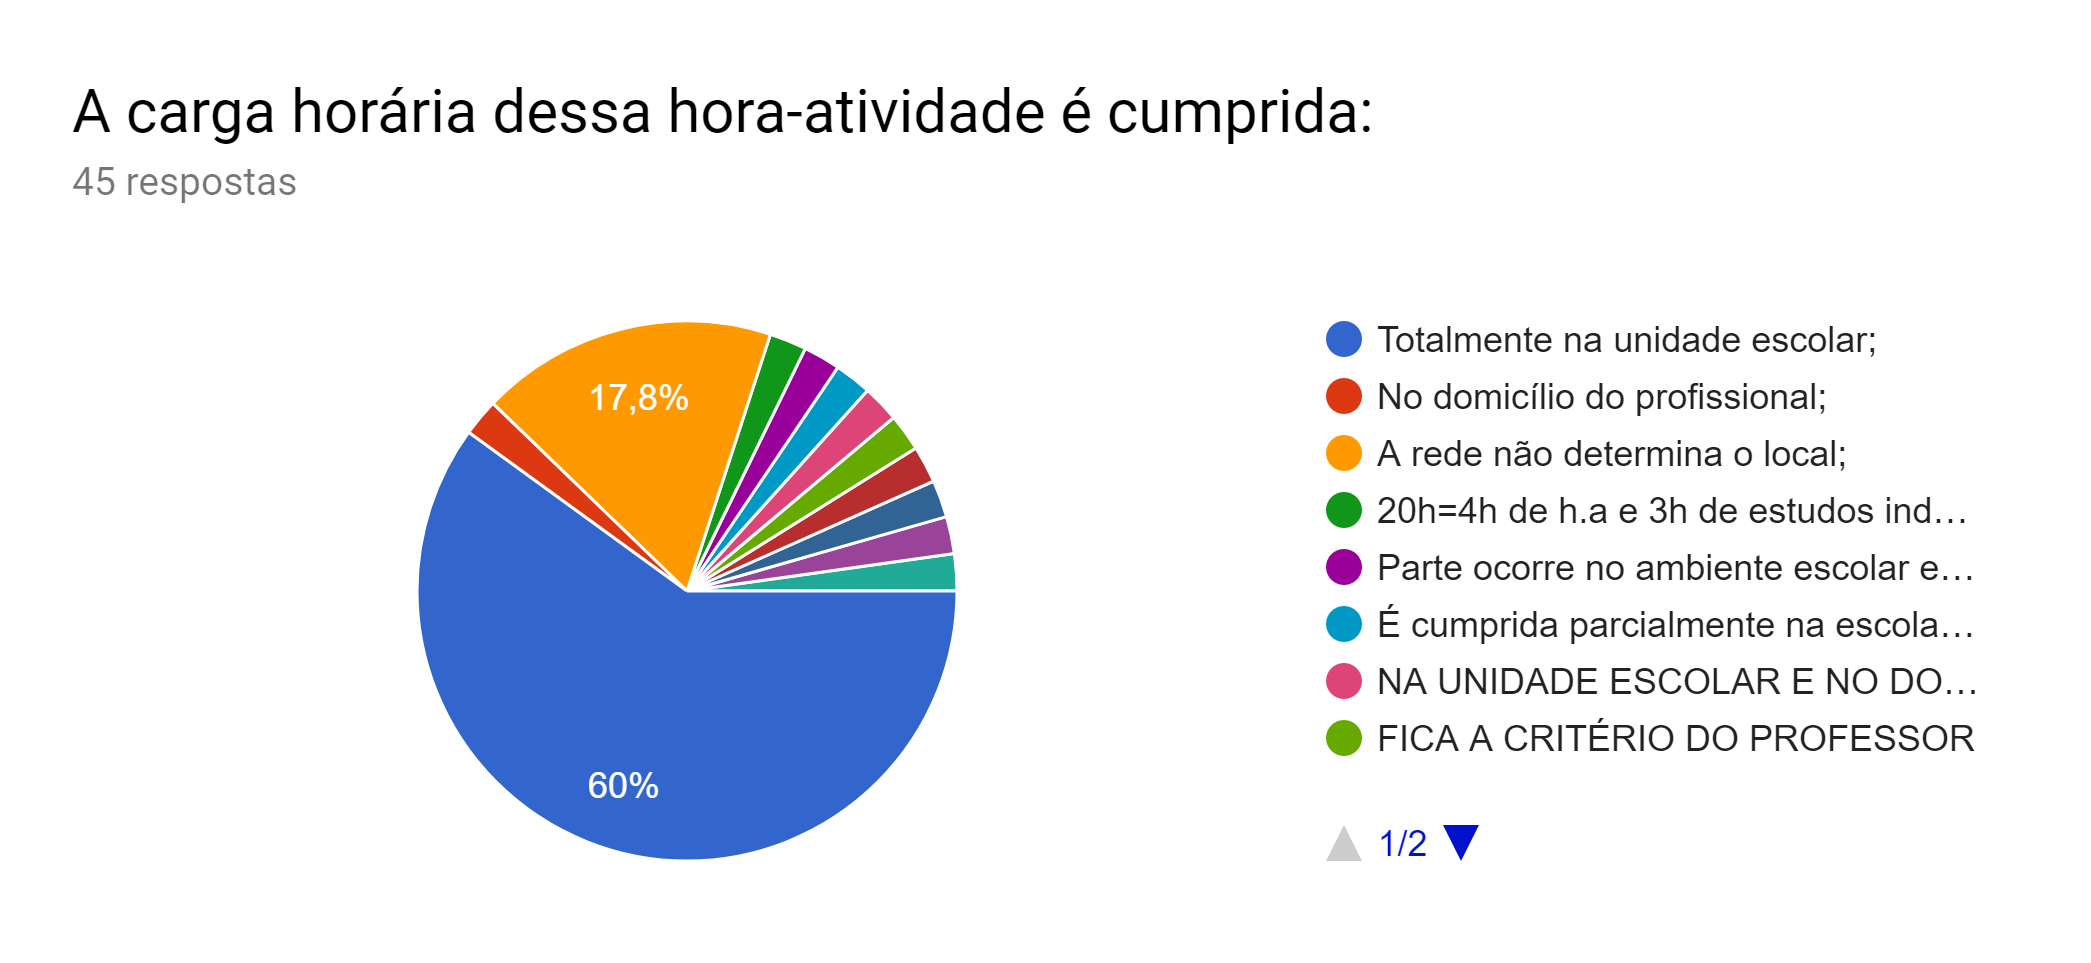 A carga horária dessa hora-atividade é cumprida:
45 respostas
17,8%
60%
Totalmente na unidade escolar;
No domicílio do profissional;
A rede não determina o local;
20h=4h de h.a e 3h de estudos ind…
Parte ocorre no ambiente escolar e…
É cumprida parcialmente na escola…
NA UNIDADE ESCOLAR E NO DO…
FICA A CRITÉRIO DO PROFESSOR
1/2